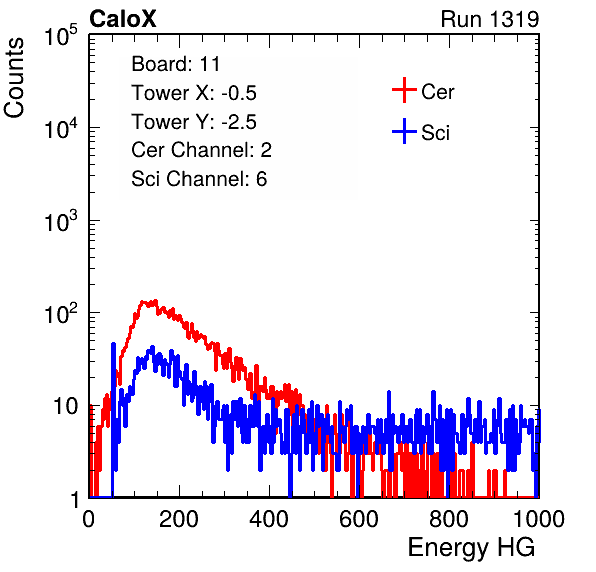 CaloX Run 1319
Counts
10^5
10^4
10^3
10^2
10
1
Board: 11
Tower X: -0.5
Tower Y: -2.5
Cer Channel: 2
Sci Channel: 6
Cer
Sci
0 200 400 600 800 1000
Energy HG